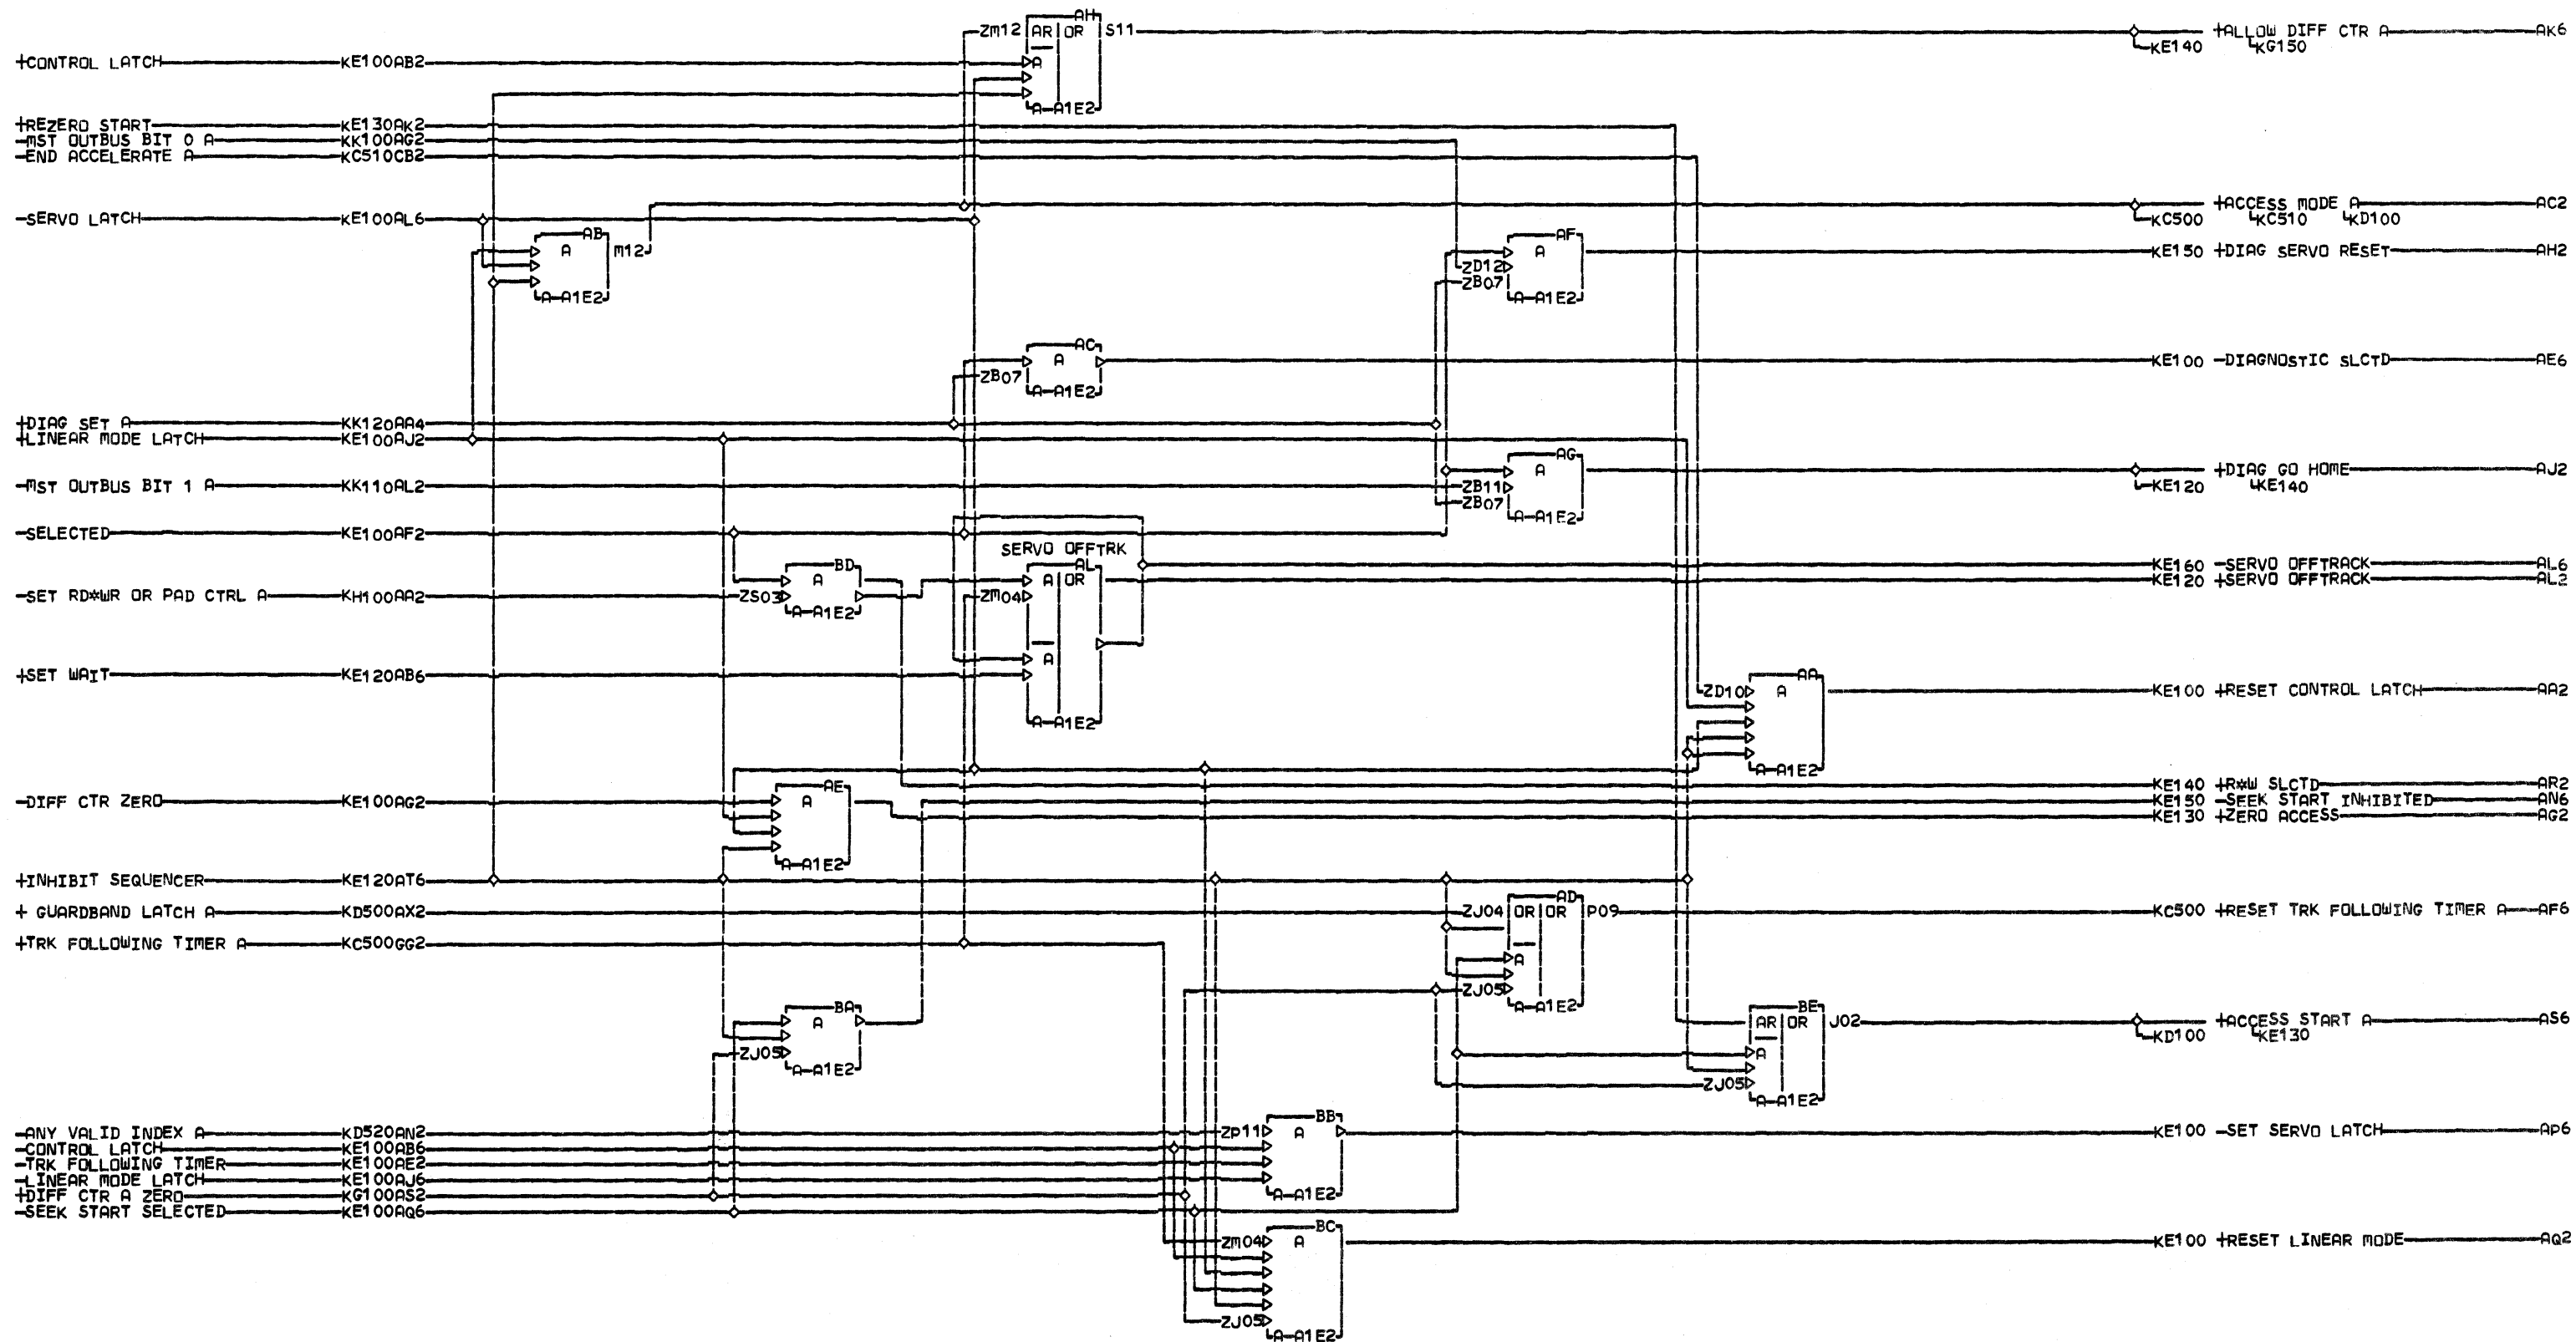 AH
ZM12 AR OR S11 +ALLOW DIFF CTR A AK6
KE140 KG150
+CONTROL LATCH KE100AB2 A
A-A1E2
+REZERO START KE130AK2
-MST OUTBUS BIT 0 A KK100AG2
-END ACCELERATE A KC510CB2
+ACCESS MODE A AC2
-SERVO LATCH KE100AL6 KC500 KC510 KD100
AB AF
A M12 A KE150 +DIAG SERVO RESET AH2
ZD12
ZB07
A-A1E2 A-A1E2
AC
A KE100 -DIAGNOSTIC SLCTD AE6
ZB07
A-A1E2
+DIAG SET A KK120AA4
+LINEAR MODE LATCH KE100AJ2
AG
A +DIAG GO HOME AJ2
-MST OUTBUS BIT 1 A KK110AL2 ZB11 KE120 KE140
ZB07
A-A1E2
-SELECTED KE100AF2
SERVO OFFTRK
BD AL KE160 -SERVO OFFTRACK AL6
A A OR KE120 +SERVO OFFTRACK AL2
-SET RD*WR OR PAD CTRL A KH100AA2 ZS03 ZM04
A-A1E2
A
+SET WAIT KE120AB6 AA
ZD10 A KE100 +RESET CONTROL LATCH AA2
A-A1E2
A-A1E2
AE KE140 +R*W SLCTD AR2
-DIFF CTR ZERO KE100AG2 A KE150 -SEEK START INHIBITED AN6
KE130 +ZERO ACCESS AG2
A-A1E2
+INHIBIT SEQUENCER KE120AT6
AD
+ GUARDBAND LATCH A KD500AX2 ZJ04 OR OR P09 KC500 +RESET TRK FOLLOWING TIMER A AF6
+TRK FOLLOWING TIMER A KC500GG2
A
ZJ05
A-A1E2
BA BE
A AR OR J02 +ACCESS START A AS6
KD100 KE130
ZJ05 A
A-A1E2
ZJ05
A-A1E2
BB
-ANY VALID INDEX A KD520AN2 ZP11 A KE100 -SET SERVO LATCH AP6
-CONTROL LATCH KE100AB6
-TRK FOLLOWING TIMER KE100AE2
-LINEAR MODE LATCH KE100AJ6
+DIFF CTR A ZERO KG100AS2 A-A1E2
-SEEK START SELECTED KE100AQ6
BC
ZM04 A KE100 +RESET LINEAR MODE AQ2
ZJ05
A-A1E2